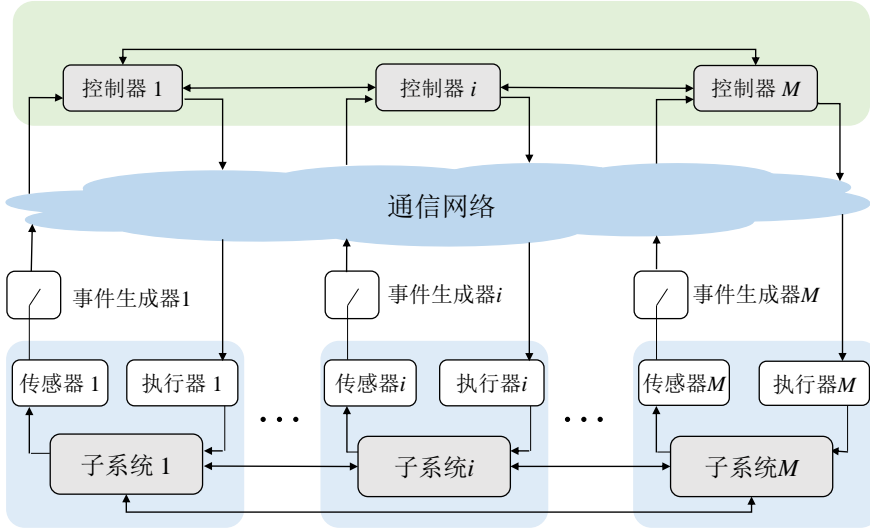 控制器 1
控制器 i
控制器 M
通信网络
事件生成器1
事件生成器i
事件生成器M
传感器 1
执行器 1
传感器i
执行器i
传感器M
执行器M
子系统 1
子系统i
子系统M